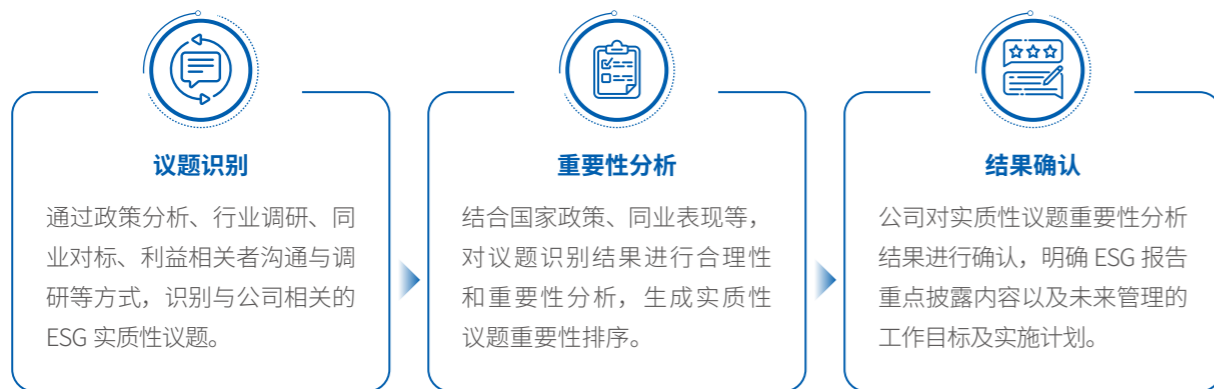 议题识别
通过政策分析、行业调研、同
业对标、利益相关者沟通与调
研等方式，识别与公司相关的
ESG 实质性议题。
重要性分析
结合国家政策、同业表现等，
对议题识别结果进行合理性
和重要性分析，生成实质性
议题重要性排序。
结果确认
公司对实质性议题重要性分析
结果进行确认，明确 ESG 报告
重点披露内容以及未来管理的
工作目标及实施计划。